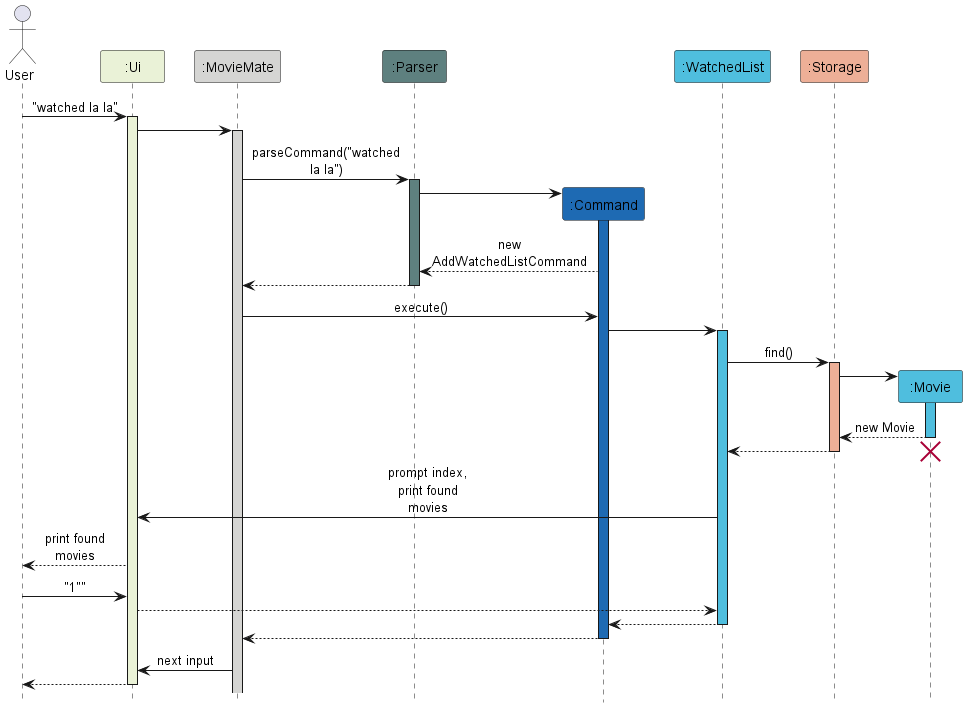 User
:Ui
:MovieMate
:Parser
:WatchedList
:Storage
"watched la la"
parseCommand("watched
la la")
:Command
new
AddWatchedListCommand
execute()
find()
:Movie
new Movie
prompt index,
print found
movies
print found
movies
"1""
next input